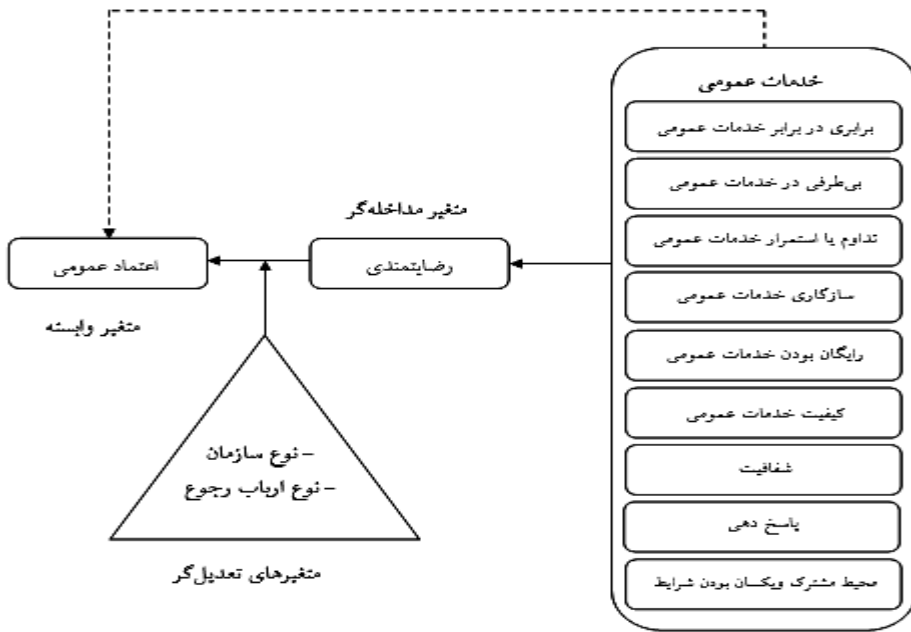 خدمات عمومی
برابری در برابر خدمات عمومی
بی‌طرفی در خدمات عمومی
تداوم یا استمرار خدمات عمومی
سازگاری خدمات عمومی
رایگان بودن خدمات عمومی
کیفیت خدمات عمومی
شفافیت
پاسخ دهی
محیط مشترک ویکسان بودن شرایط
متغیر مداخله‌گر
رضایتمندی
اعتماد عمومی
متغیر وابسته
– نوع سازمان
– نوع ارباب رجوع
متغیرهای تعدیل‌گر